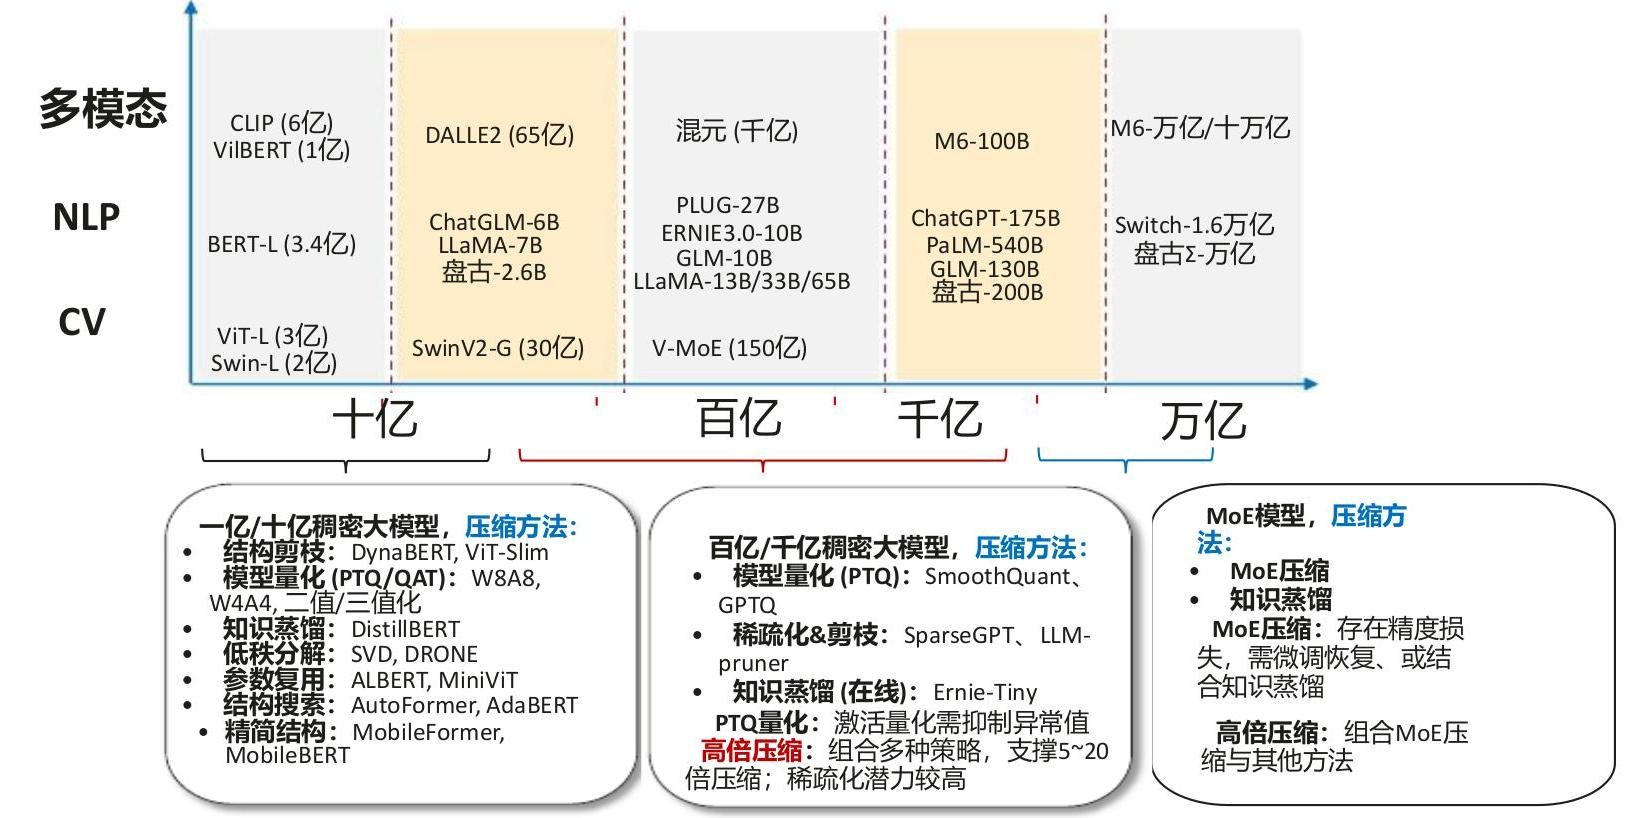 多模态
CLIP (6亿)
VilBERT (1亿)
DALLE2 (65亿)
混元 (千亿)
M6-100B
M6-万亿/十万亿
NLP
BERT-L (3.4亿)
ChatGLM-6B
LLaMA-7B
盘古-2.6B
PLUG-27B
ERNIE3.0-10B
GLM-10B
LLaMA-13B/33B/65B
ChatGPT-175B
PaLM-540B
GLM-130B
盘古-200B
Switch-1.6万亿
盘古Σ-万亿
CV
ViT-L (3亿)
Swin-L (2亿)
SwinV2-G (30亿)
V-MoE (150亿)
十亿
百亿
千亿
万亿
一亿/十亿稠密大模型，压缩方法：
• 结构剪枝：DynaBERT, ViT-Slim
• 模型量化 (PTQ/QAT)：W8A8,
W4A4, 二值/三值化
• 知识蒸馏：DistillBERT
• 低秩分解：SVD, DRONE
• 参数复用：ALBERT, MiniViT
• 结构搜索：AutoFormer, AdaBERT
• 精简结构：MobileFormer,
MobileBERT
百亿/千亿稠密大模型，压缩方法：
• 模型量化 (PTQ)：SmoothQuant、
GPTQ
• 稀疏化&剪枝：SparseGPT、LLM-
pruner
• 知识蒸馏 (在线)：Ernie-Tiny
PTQ量化：激活量化需抑制异常值
高倍压缩：组合多种策略，支撑5~20
倍压缩；稀疏化潜力较高
MoE模型，压缩方
法：
• MoE压缩
• 知识蒸馏
MoE压缩：存在精度损
失，需微调恢复、或结
合知识蒸馏
高倍压缩：组合MoE压
缩与其他方法